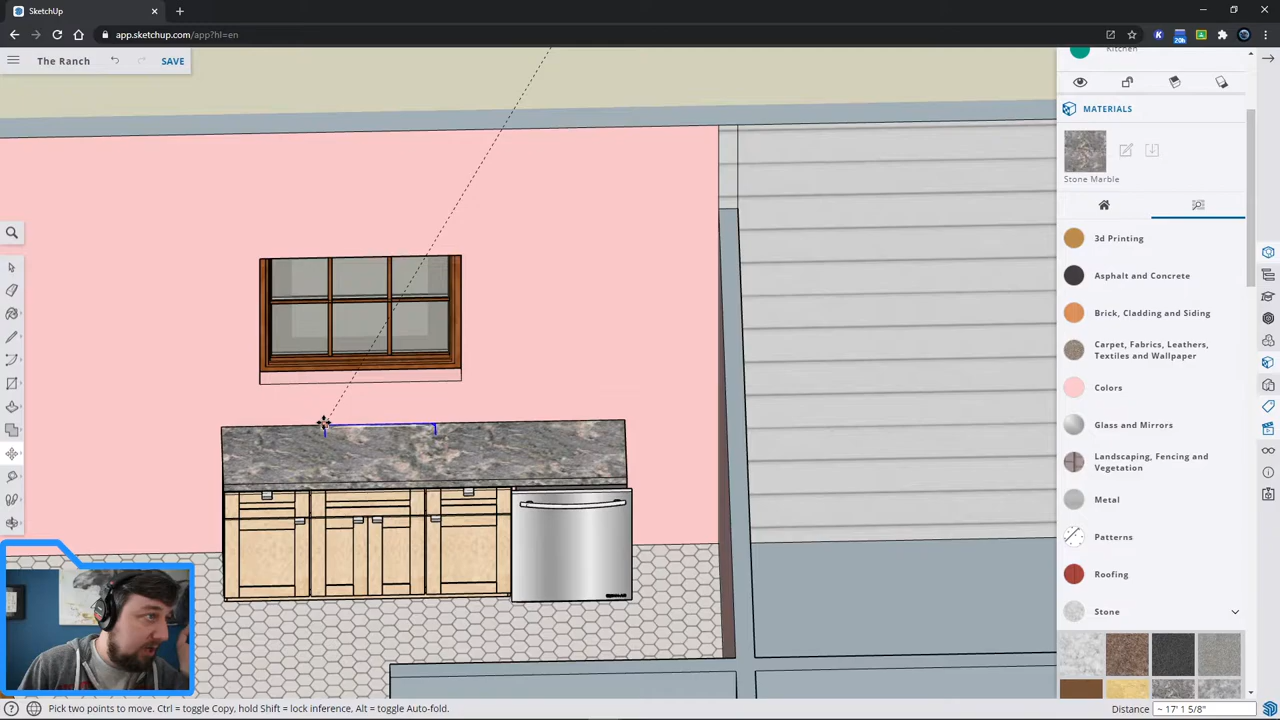 SketchUp
app.sketchup.com/app?hl=en
20h
The Ranch
SAVE
Kitchen
MATERIALS
Stone Marble
3d Printing
Asphalt and Concrete
Brick, Cladding and Siding
Carpet, Fabrics, Leathers,
Textiles and Wallpaper
Colors
Glass and Mirrors
Landscaping, Fencing and
Vegetation
Metal
Patterns
Roofing
Stone
Pick two points to move. Ctrl = toggle Copy, hold Shift = lock inference, Alt = toggle Auto-fold.
Distance
~ 17' 1 5/8"